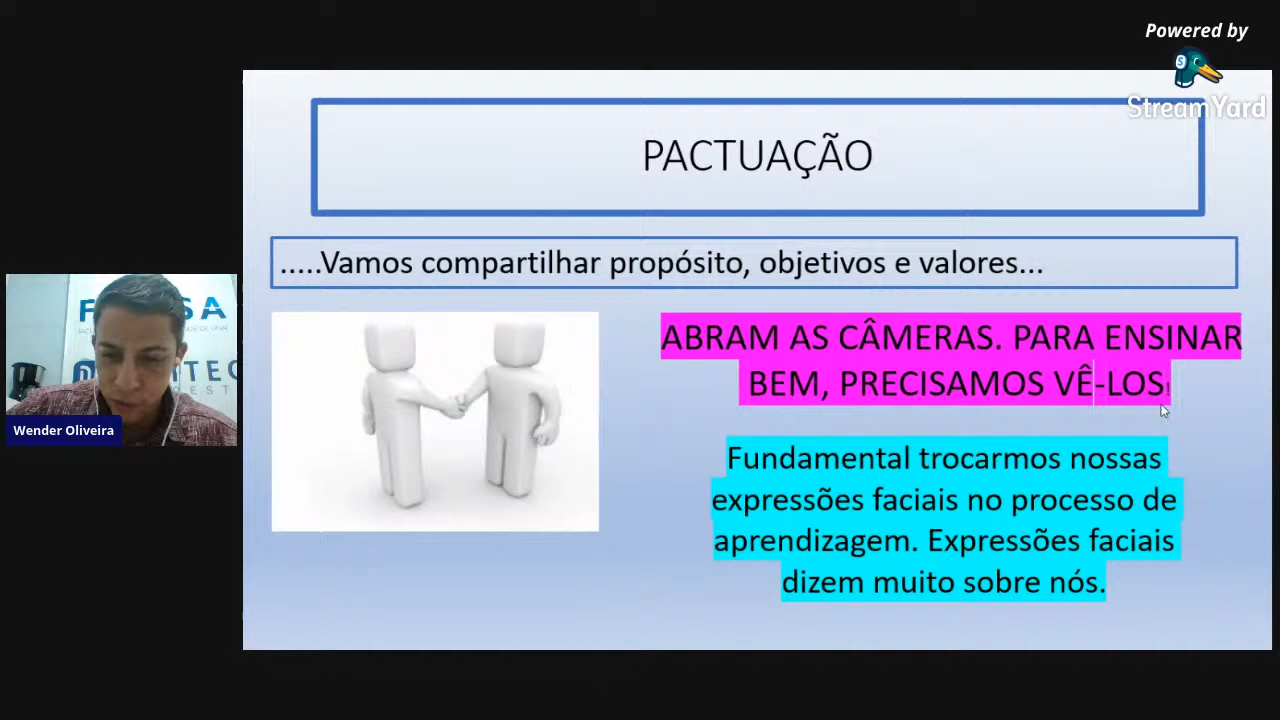 Powered by
StreamYard
PACTUAÇÃO
.....Vamos compartilhar propósito, objetivos e valores...
ABRAM AS CÂMERAS. PARA ENSINAR
BEM, PRECISAMOS VÊ-LOS!
Fundamental trocarmos nossas
expressões faciais no processo de
aprendizagem. Expressões faciais
dizem muito sobre nós.
Wender Oliveira